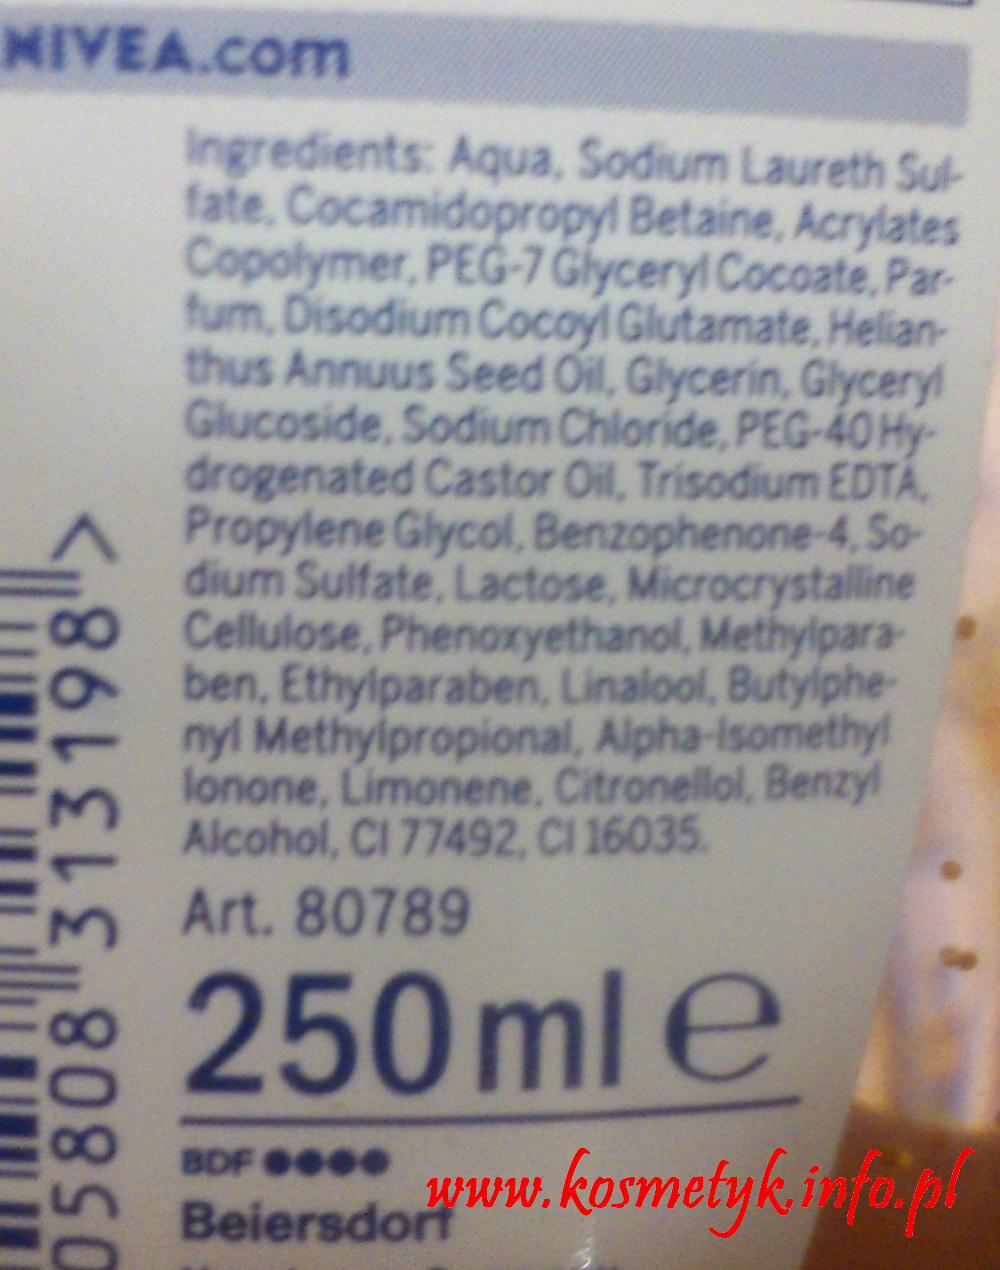 NIVEA.com
Ingredients: Aqua, Sodium Laureth Sul-
fate, Cocamidopropyl Betaine, Acrylates
Copolymer, PEG-7 Glyceryl Cocoate, Par-
fum, Disodium Cocoyl Glutamate, Helian-
thus Annuus Seed Oil, Glycerin, Glyceryl
Glucoside, Sodium Chloride, PEG-40 Hy-
drogenated Castor Oil, Trisodium EDTA,
Propylene Glycol, Benzophenone-4, So-
dium Sulfate, Lactose, Microcrystalline
Cellulose, Phenoxyethanol, Methylpara-
ben, Ethylparaben, Linalool, Butylphe-
nyl Methylpropional, Alpha-Isomethyl
Ionone, Limonene, Citronellol, Benzyl
Alcohol, CI 77492, CI 16035.
Art. 80789
250 ml e
BDF ●●●●
Beiersdorf
05808 313198 >
www.kosmetyk.info.pl